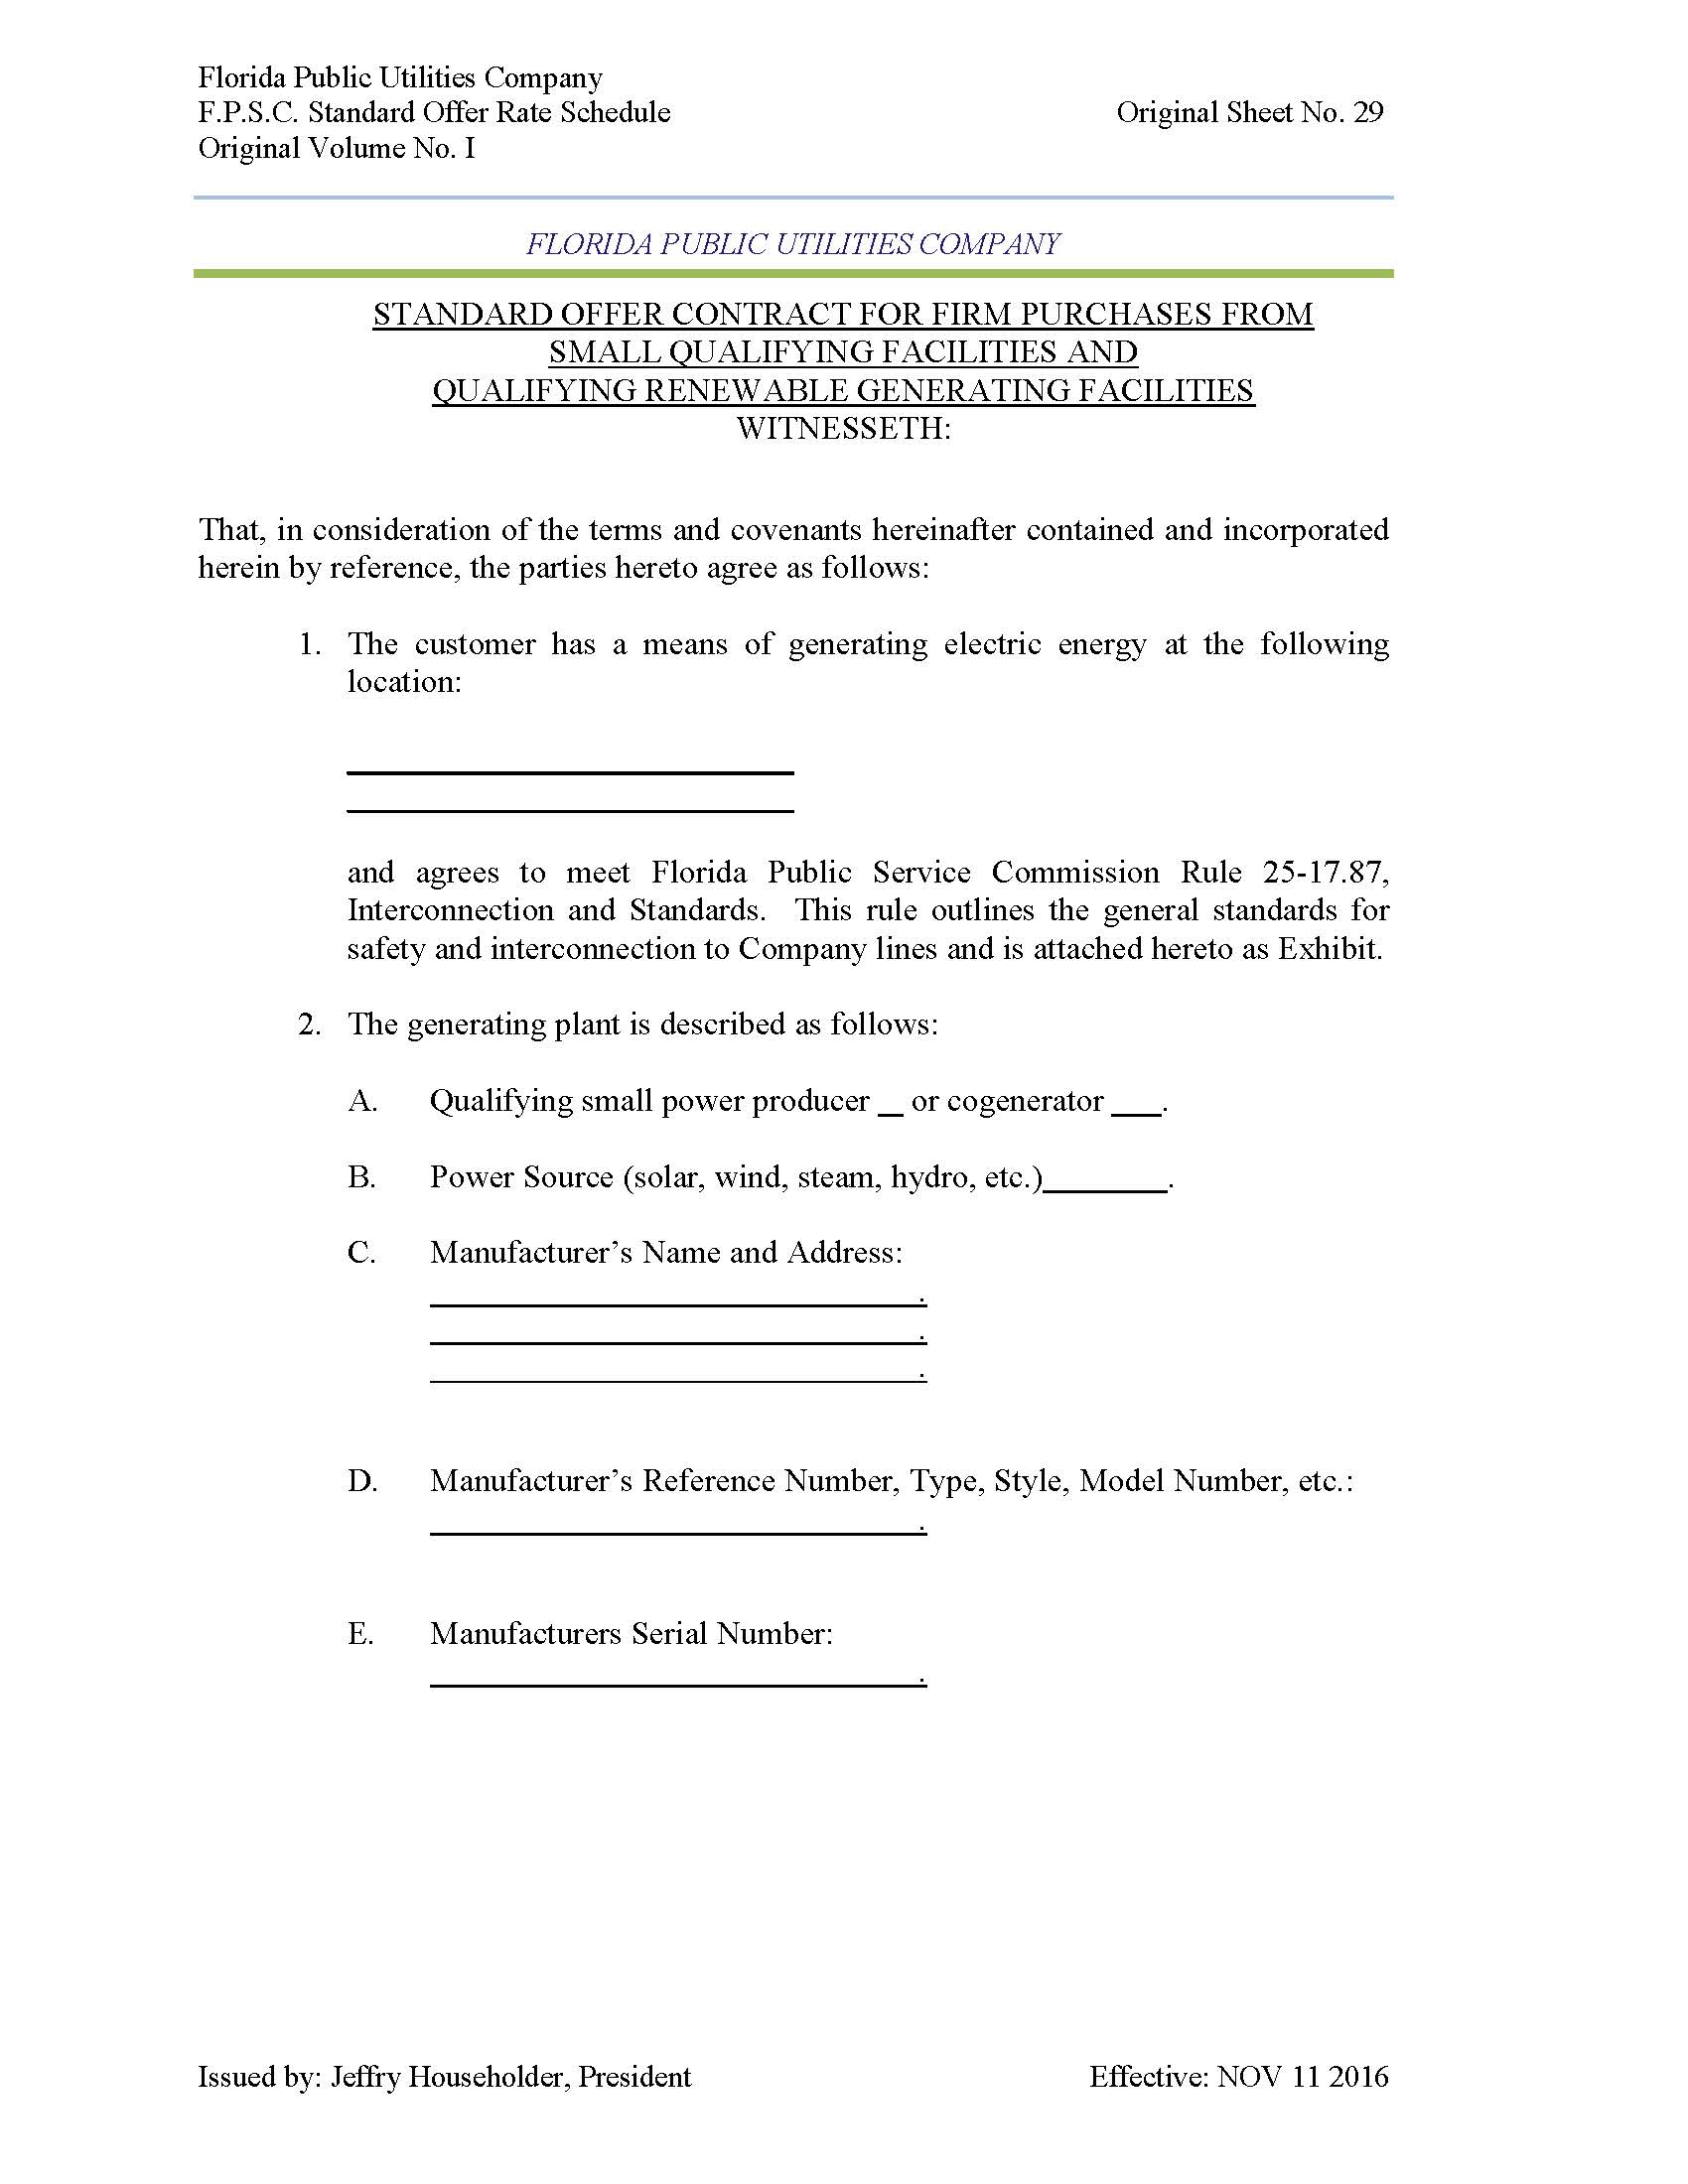 Florida Public Utilities Company
F.P.S.C. Standard Offer Rate Schedule Original Sheet No. 29
Original Volume No. I
FLORIDA PUBLIC UTILITIES COMPANY
STANDARD OFFER CONTRACT FOR FIRM PURCHASES FROM
SMALL QUALIFYING FACILITIES AND
QUALIFYING RENEWABLE GENERATING FACILITIES
WITNESSETH:
That, in consideration of the terms and covenants hereinafter contained and incorporated
herein by reference, the parties hereto agree as follows:
1. The customer has a means of generating electric energy at the following
location:
and agrees to meet Florida Public Service Commission Rule 25-17.87,
Interconnection and Standards. This rule outlines the general standards for
safety and interconnection to Company lines and is attached hereto as Exhibit.
2. The generating plant is described as follows:
A. Qualifying small power producer __ or cogenerator ___.
B. Power Source (solar, wind, steam, hydro, etc.)________.
C. Manufacturer’s Name and Address:
______________________________.
______________________________.
______________________________.
D. Manufacturer’s Reference Number, Type, Style, Model Number, etc.:
______________________________.
E. Manufacturers Serial Number:
______________________________.
Issued by: Jeffry Householder, President Effective: NOV 11 2016